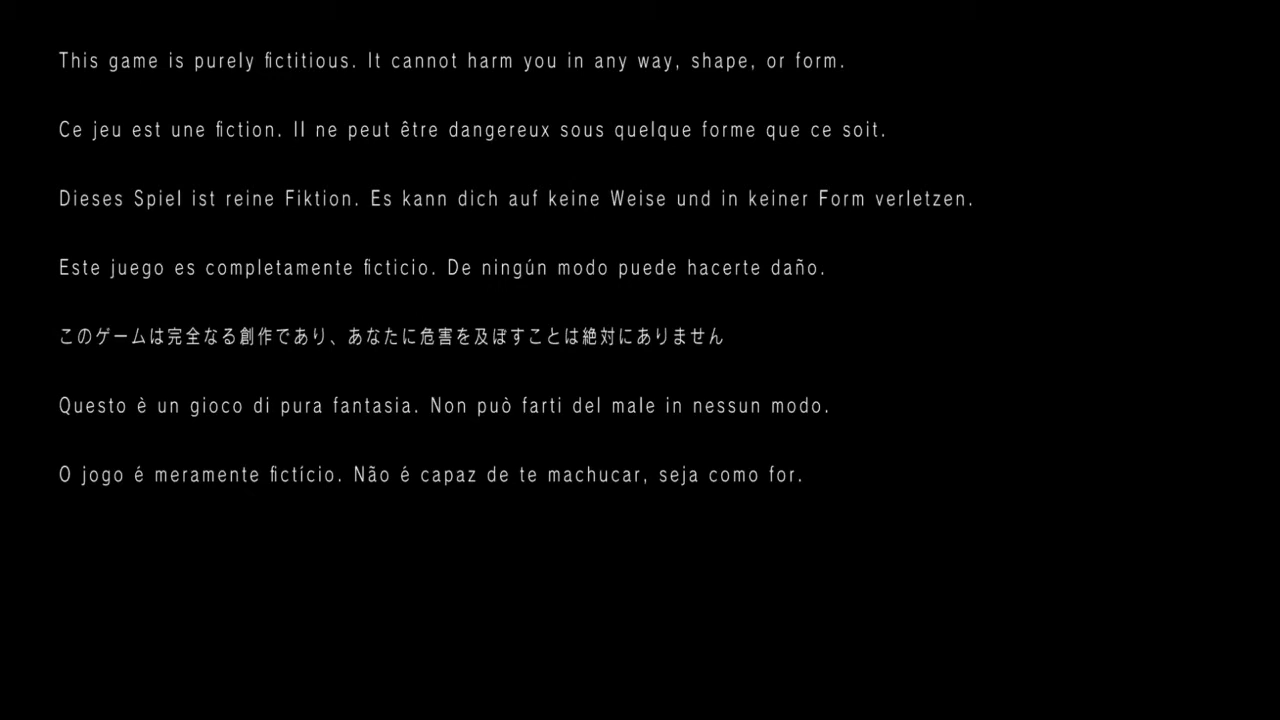 This game is purely fictitious. It cannot harm you in any way, shape, or form.
Ce jeu est une fiction. Il ne peut être dangereux sous quelque forme que ce soit.
Dieses Spiel ist reine Fiktion. Es kann dich auf keine Weise und in keiner Form verletzen.
Este juego es completamente ficticio. De ningún modo puede hacerte daño.
このゲームは完全なる創作であり、あなたに危害を及ぼすことは絶対にありません
Questo è un gioco di pura fantasia. Non può farti del male in nessun modo.
O jogo é meramente fictício. Não é capaz de te machucar, seja como for.